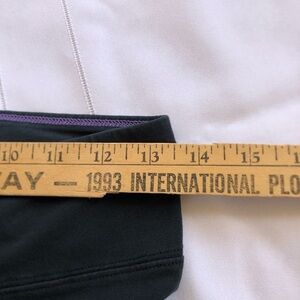 10 11 12 13 14 15
AY — 1993 INTERNATIONAL PLO